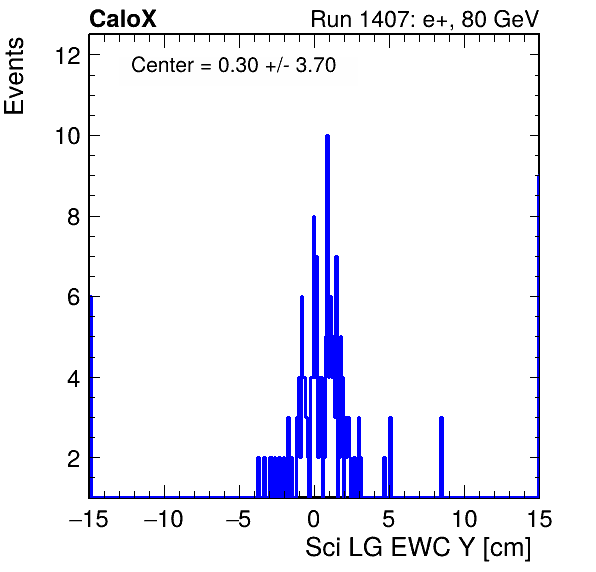 CaloX Run 1407: e+, 80 GeV
Events
Center = 0.30 +/- 3.70
12
10
8
6
4
2
−15 −10 −5 0 5 10 15
Sci LG EWC Y [cm]